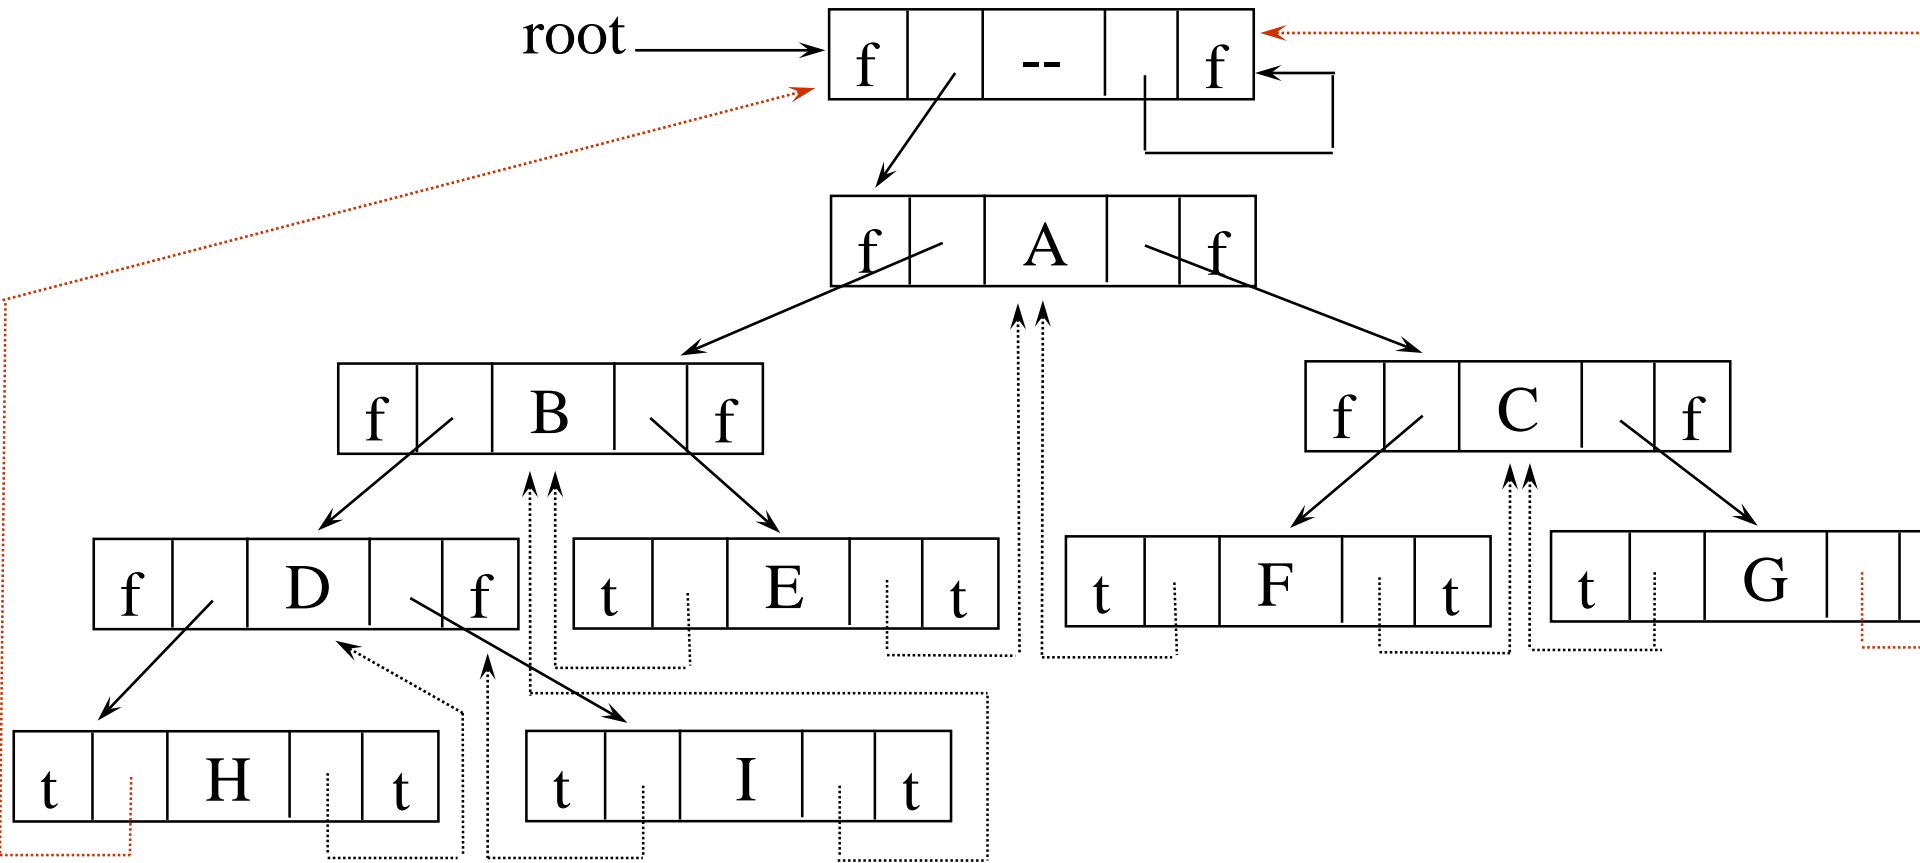 root f -- f
f A f
f B f f C f
f D f t E t t F t t G
t H t t I t